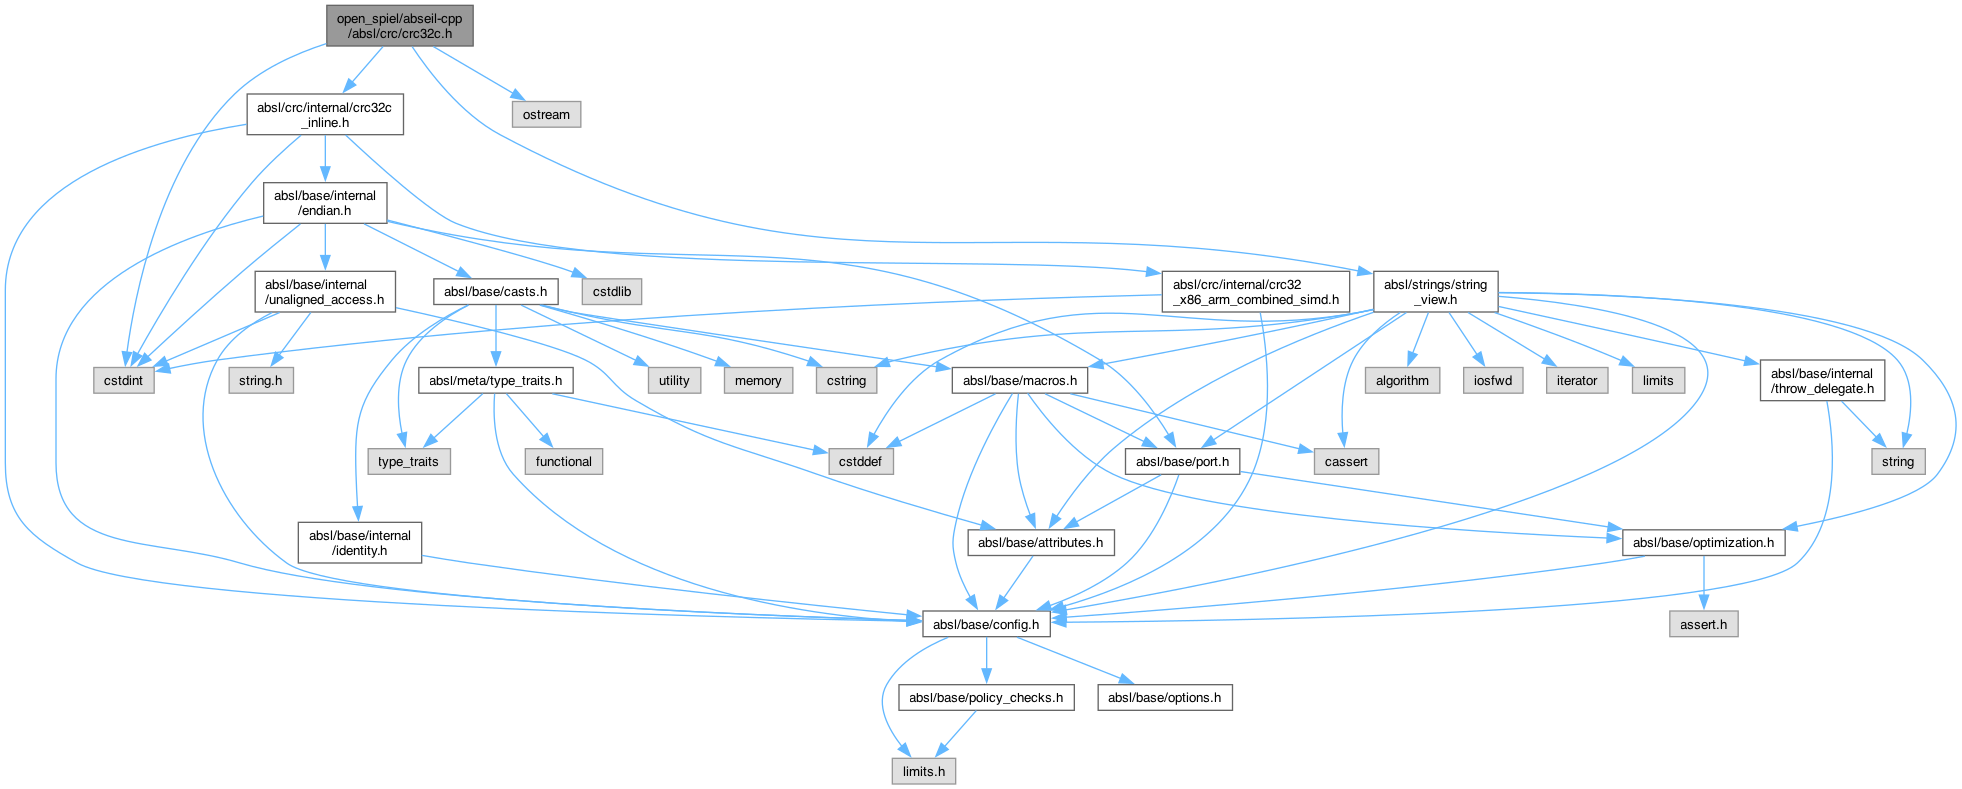 open_spiel/abseil-cpp
/absl/crc/crc32c.h
absl/crc/internal/crc32c
_inline.h
ostream
absl/base/internal
/endian.h
absl/base/internal
/unaligned_access.h
absl/base/casts.h
cstdlib
absl/crc/internal/crc32
_x86_arm_combined_simd.h
absl/strings/string
_view.h
cstdint
string.h
absl/meta/type_traits.h
utility
memory
cstring
absl/base/macros.h
algorithm
iosfwd
iterator
limits
absl/base/internal
/throw_delegate.h
type_traits
functional
cstddef
absl/base/port.h
cassert
string
absl/base/internal
/identity.h
absl/base/attributes.h
absl/base/optimization.h
absl/base/config.h
assert.h
absl/base/policy_checks.h
absl/base/options.h
limits.h